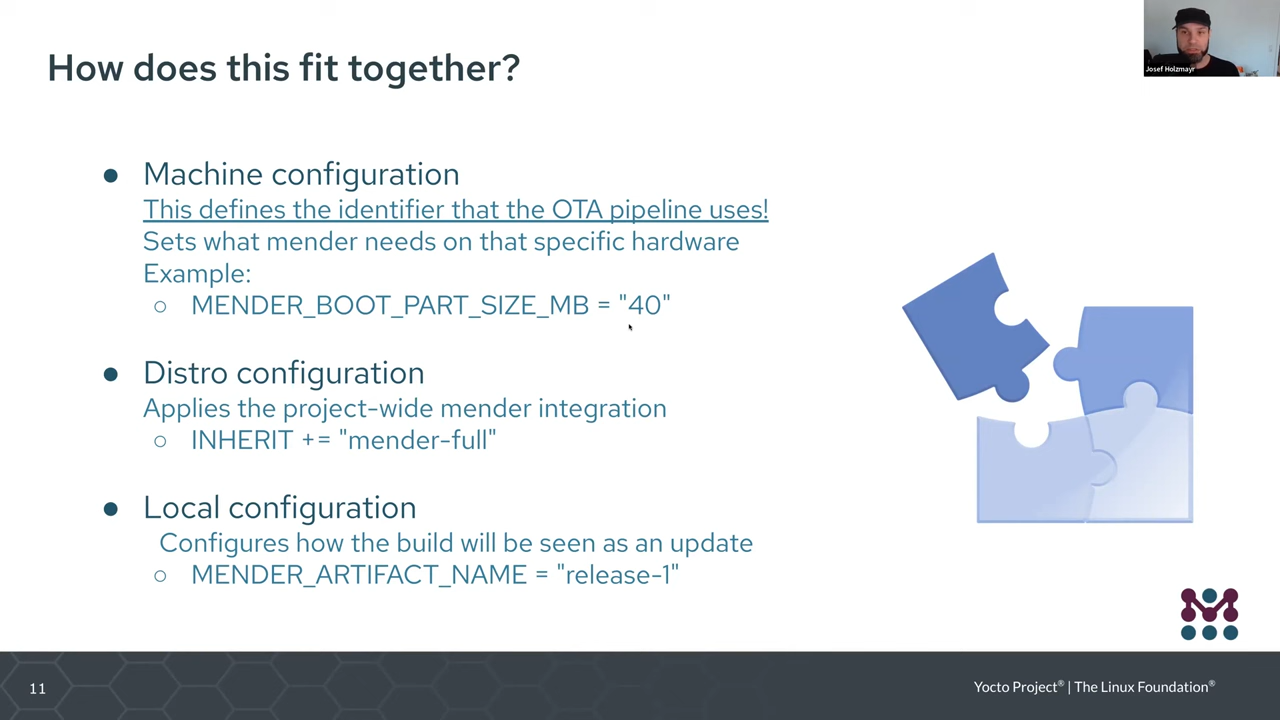 How does this fit together?
Josef Holzmayr
● Machine configuration
This defines the identifier that the OTA pipeline uses!
Sets what mender needs on that specific hardware
Example:
○ MENDER_BOOT_PART_SIZE_MB = "40"
● Distro configuration
Applies the project-wide mender integration
○ INHERIT += "mender-full"
● Local configuration
Configures how the build will be seen as an update
○ MENDER_ARTIFACT_NAME = "release-1"
11
Yocto Project® | The Linux Foundation®